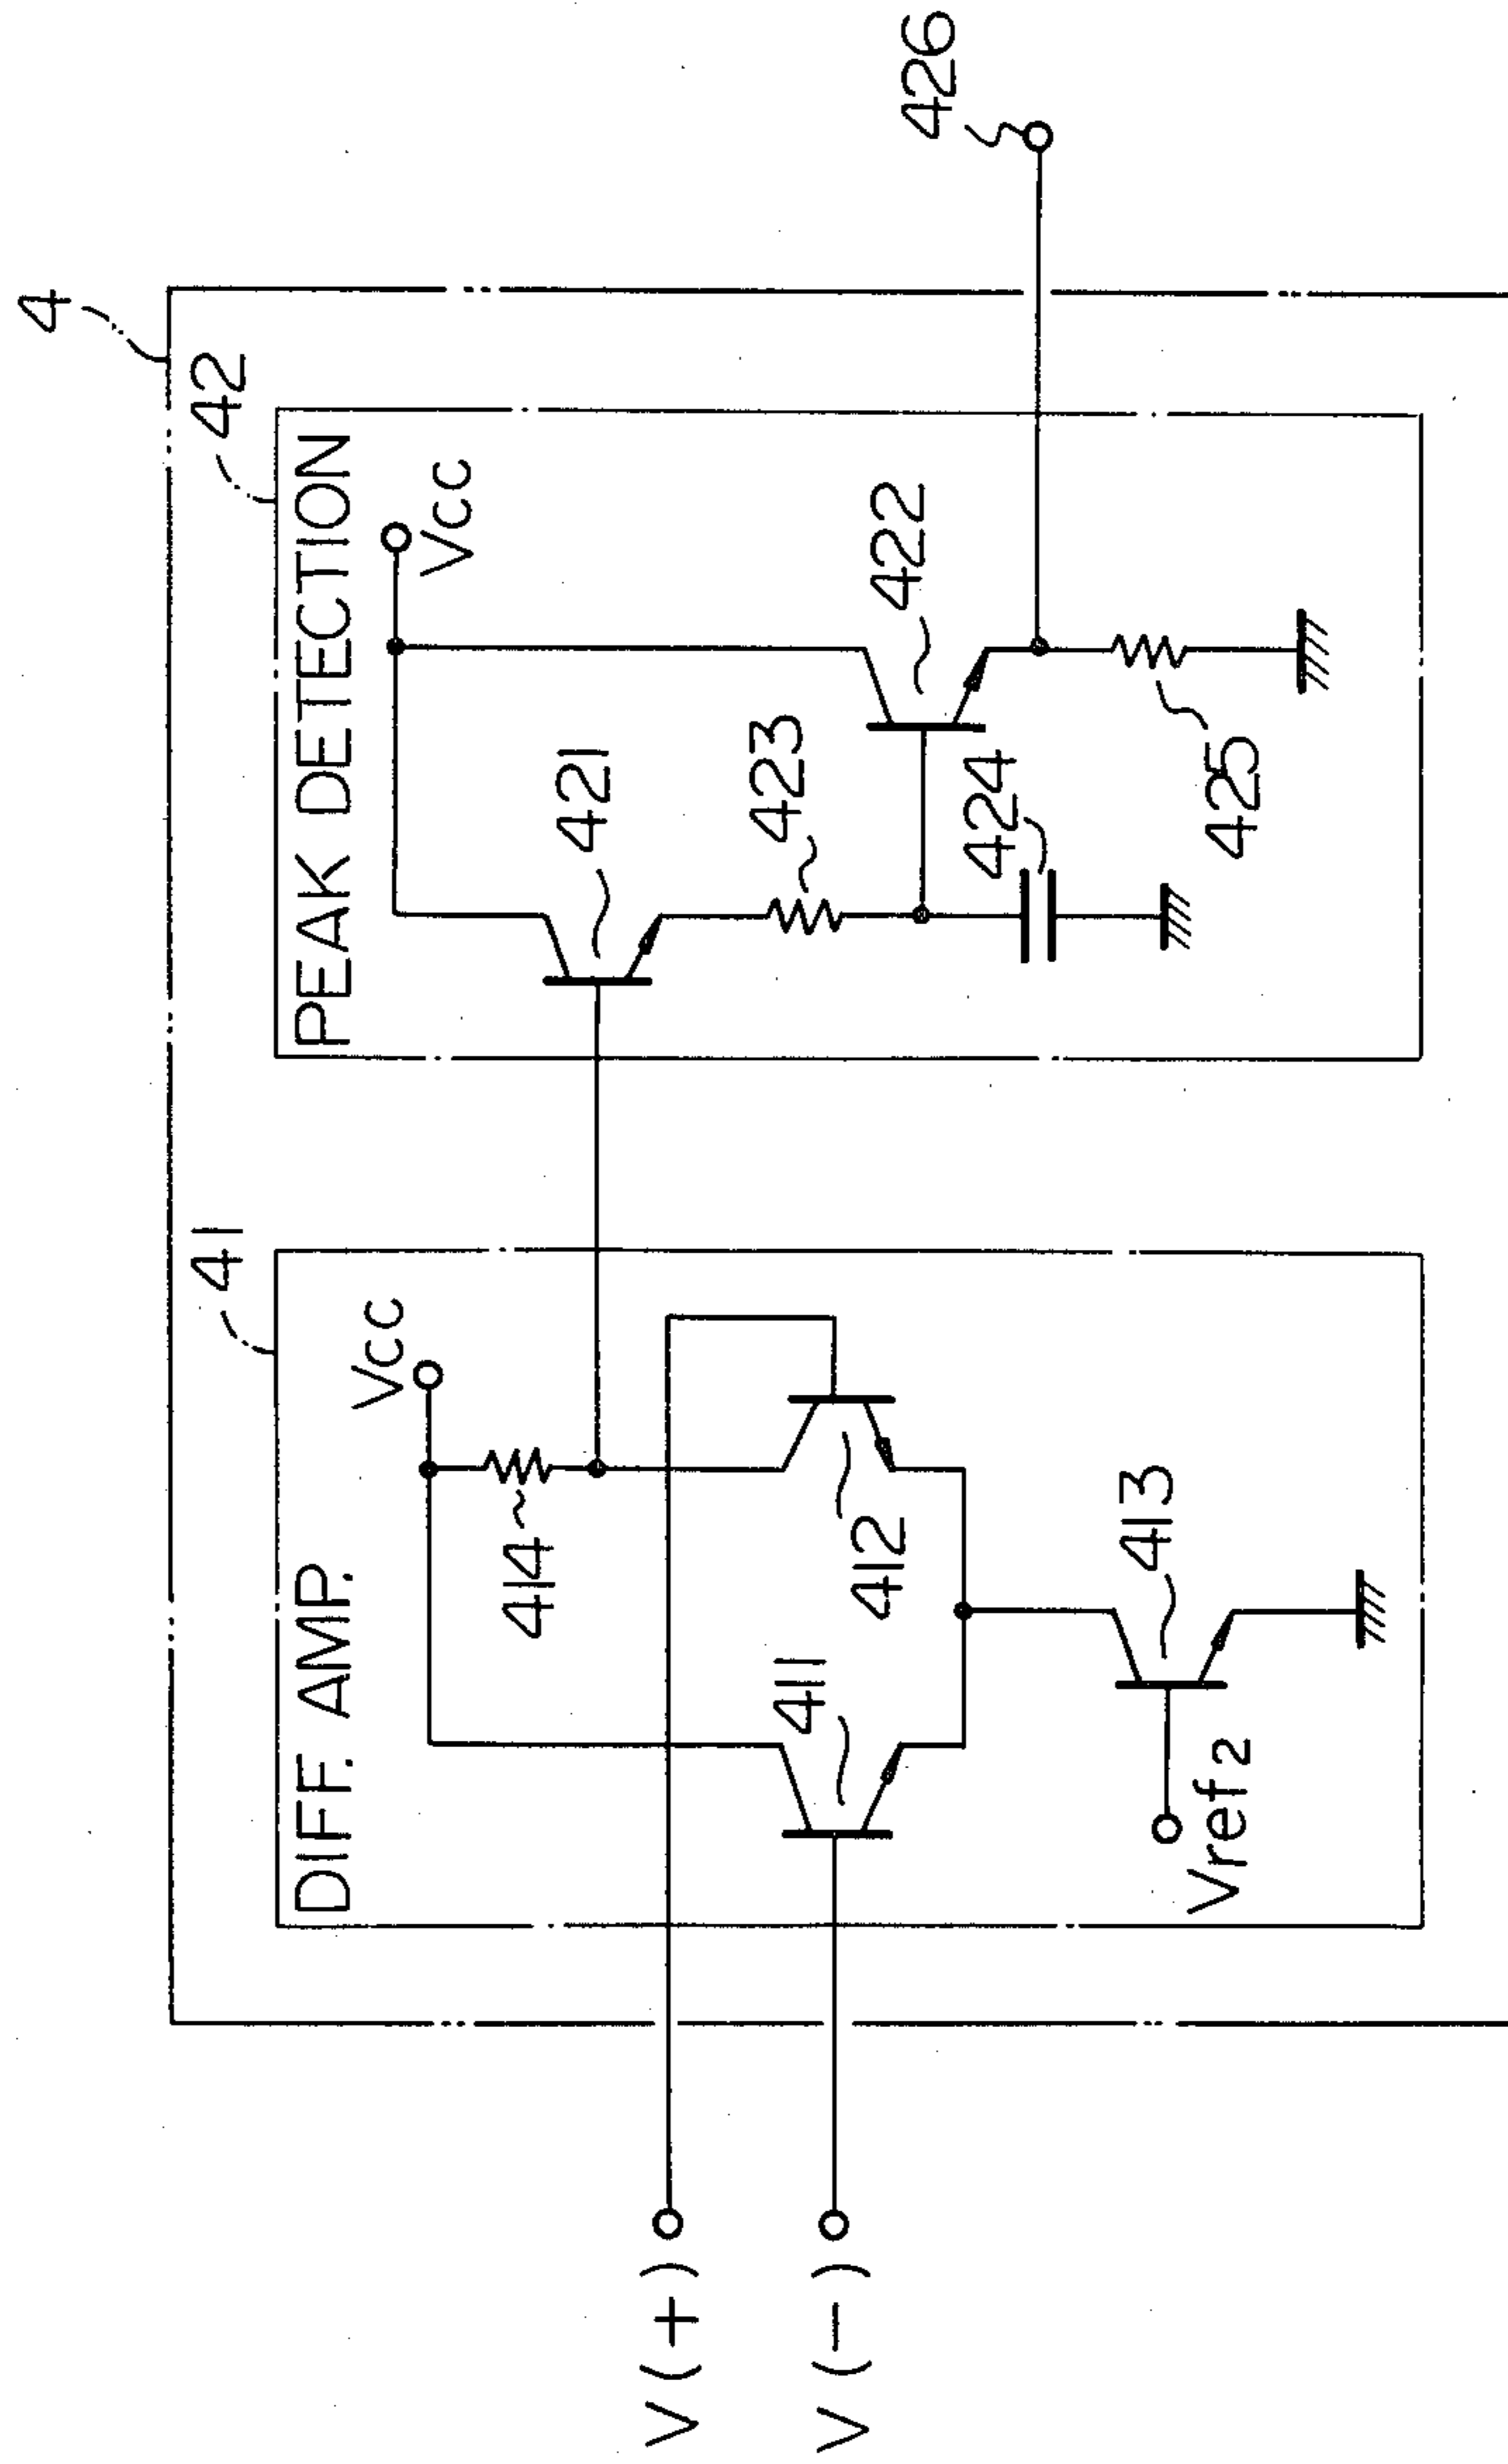 4
41
42
DIFF. AMP.
PEAK DETECTION
Vcc
Vcc
414
421
V(+)
423
422
426
V(-)
411
412
424
413
Vref2
425